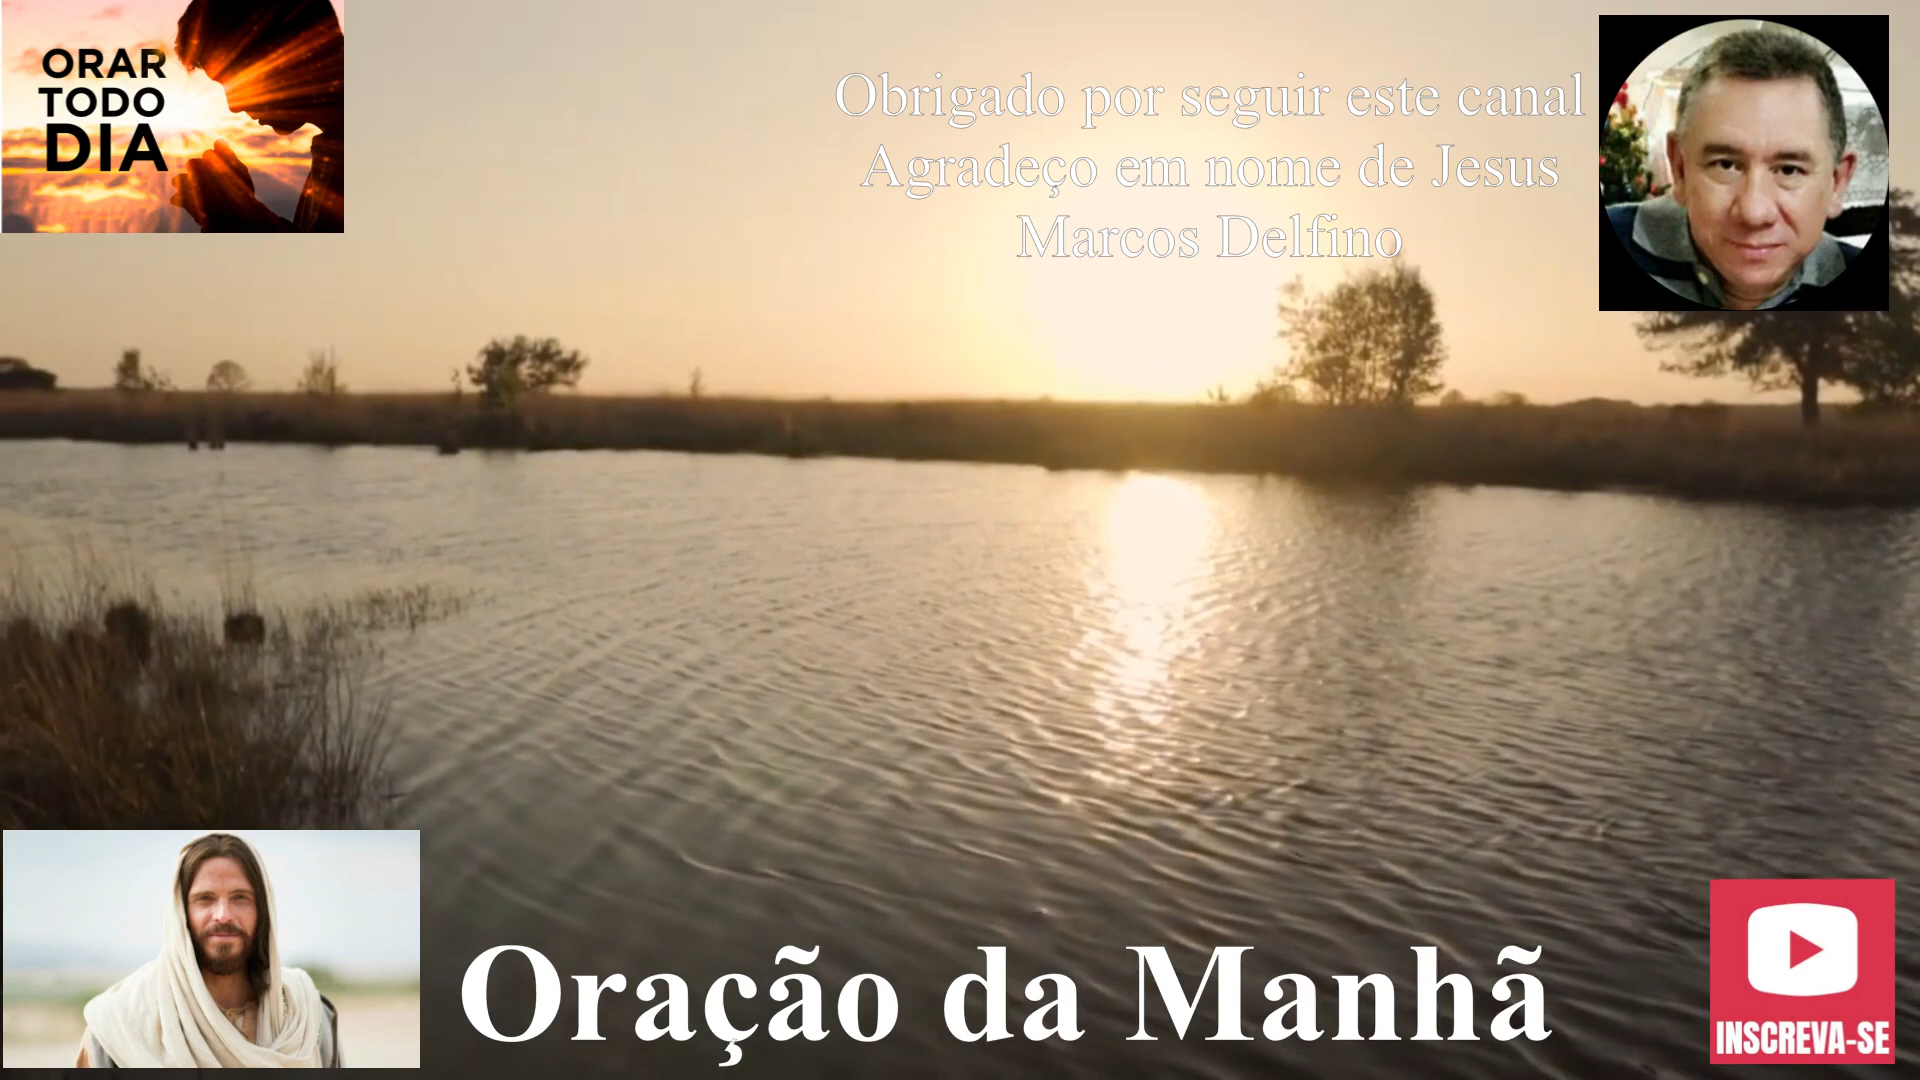 ORAR
TODO
DIA
Obrigado por seguir este canal
Agradeço em nome de Jesus
Marcos Delfino
Oração da Manhã
INSCREVA-SE